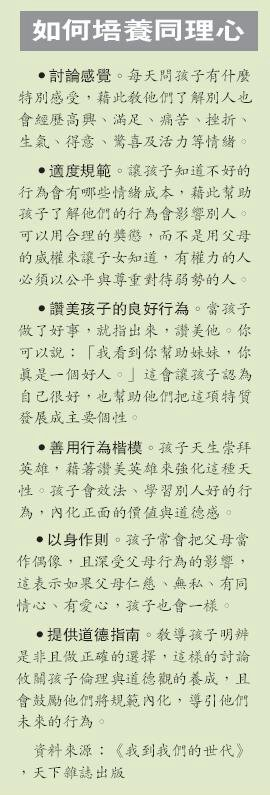 如何培養同理心
●討論感覺。每天問孩子有什麼
特別感受,藉此教他們了解別人也
會經歷高興、滿足、痛苦、挫折、
生氣、得意、驚喜及活力等情緒。
●適度規範。讓孩子知道不好的
行為會有哪些情緒成本,藉此幫助
孩子了解他們的行為會影響別人。
可以用合理的獎懲,而不是用父母
的威權來讓子女知道,有權力的人
必須以公平與尊重對待弱勢的人。
●讚美孩子的良好行為。當孩子
做了好事,就指出來,讚美他。你
可以說:「我看到你幫助妹妹,你
真是一個好人。」這會讓孩子認為
自己很好,也幫助他們把這項特質
發展成主要個性。
●善用行為楷模。孩子天生崇拜
英雄,藉著讚美英雄來強化這種天
性。孩子會效法、學習別人好的行
為,內化正面的價值與道德感。
●以身作則。孩子常會把父母當
作偶像,且深受父母行為的影響,
這表示如果父母仁慈、無私、有同
情心、有愛心,孩子也會一樣。
●提供道德指南。教導孩子明辨
是非且做正確的選擇,這樣的討論
攸關孩子倫理與道德觀的養成,且
會鼓勵他們將規範內化,導引他們
未來的行為。
資料來源:《我到我們的世代》
,天下雜誌出版